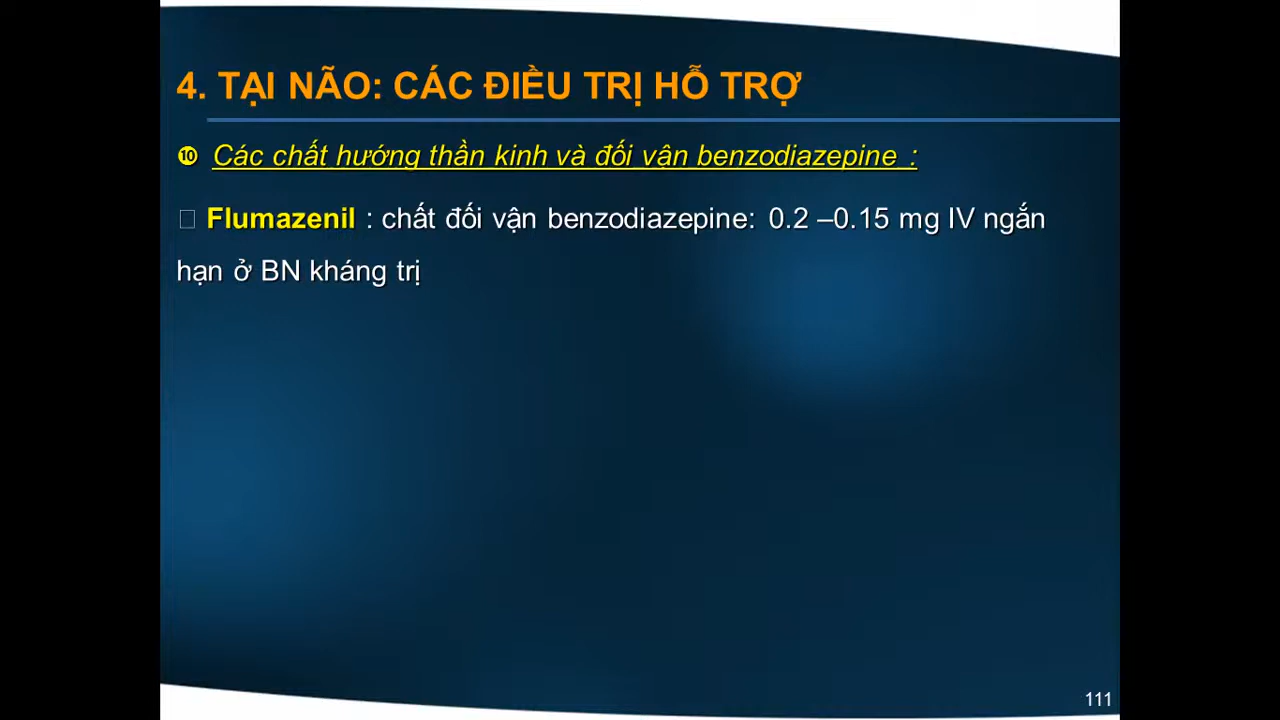 4. TẠI NÃO: CÁC ĐIỀU TRỊ HỖ TRỢ
❿ Các chất hướng thần kinh và đối vận benzodiazepine :
Flumazenil : chất đối vận benzodiazepine: 0.2 –0.15 mg IV ngắn
hạn ở BN kháng trị
111